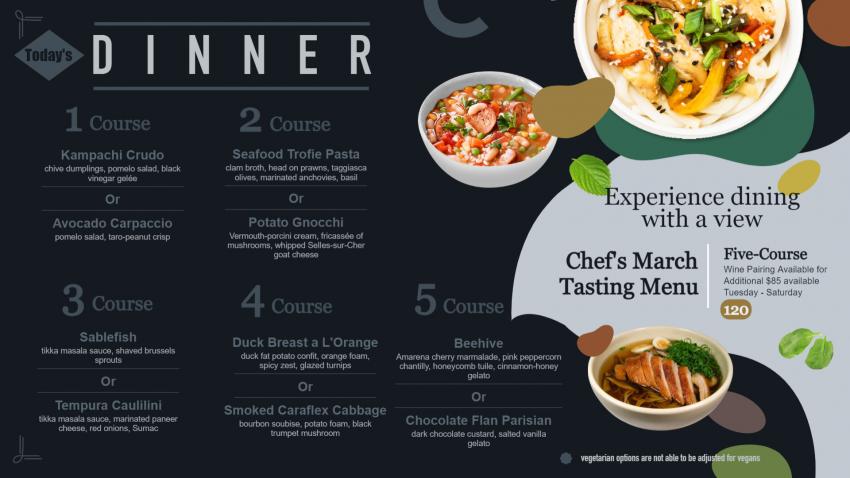 Today's
DINNER
1 Course
Kampachi Crudo
chive dumplings, pomelo salad, black
vinegar gelée
Or
Avocado Carpaccio
pomelo salad, taro-peanut crisp
2 Course
Seafood Trofie Pasta
clam broth, head on prawns, taggiasca
olives, marinated anchovies, basil
Or
Potato Gnocchi
Vermouth-porcini cream, fricassée of
mushrooms, whipped Selles-sur-Cher
goat cheese
3 Course
Sablefish
tikka masala sauce, shaved brussels
sprouts
Or
Tempura Caulilini
tikka masala sauce, marinated paneer
cheese, red onions, Sumac
4 Course
Duck Breast a L'Orange
duck fat potato confit, orange foam,
spicy zest, glazed turnips
Or
Smoked Caraflex Cabbage
bourbon soubise, potato foam, black
trumpet mushroom
5 Course
Beehive
Amarena cherry marmalade, pink peppercorn
chantilly, honeycomb tuile, cinnamon-honey
gelato
Or
Chocolate Flan Parisian
dark chocolate custard, salted vanilla
gelato
Experience dining
with a view
Chef's March
Tasting Menu
Five-Course
Wine Pairing Available for
Additional $85 available
Tuesday - Saturday
120
vegetarian options are not able to be adjusted for vegans